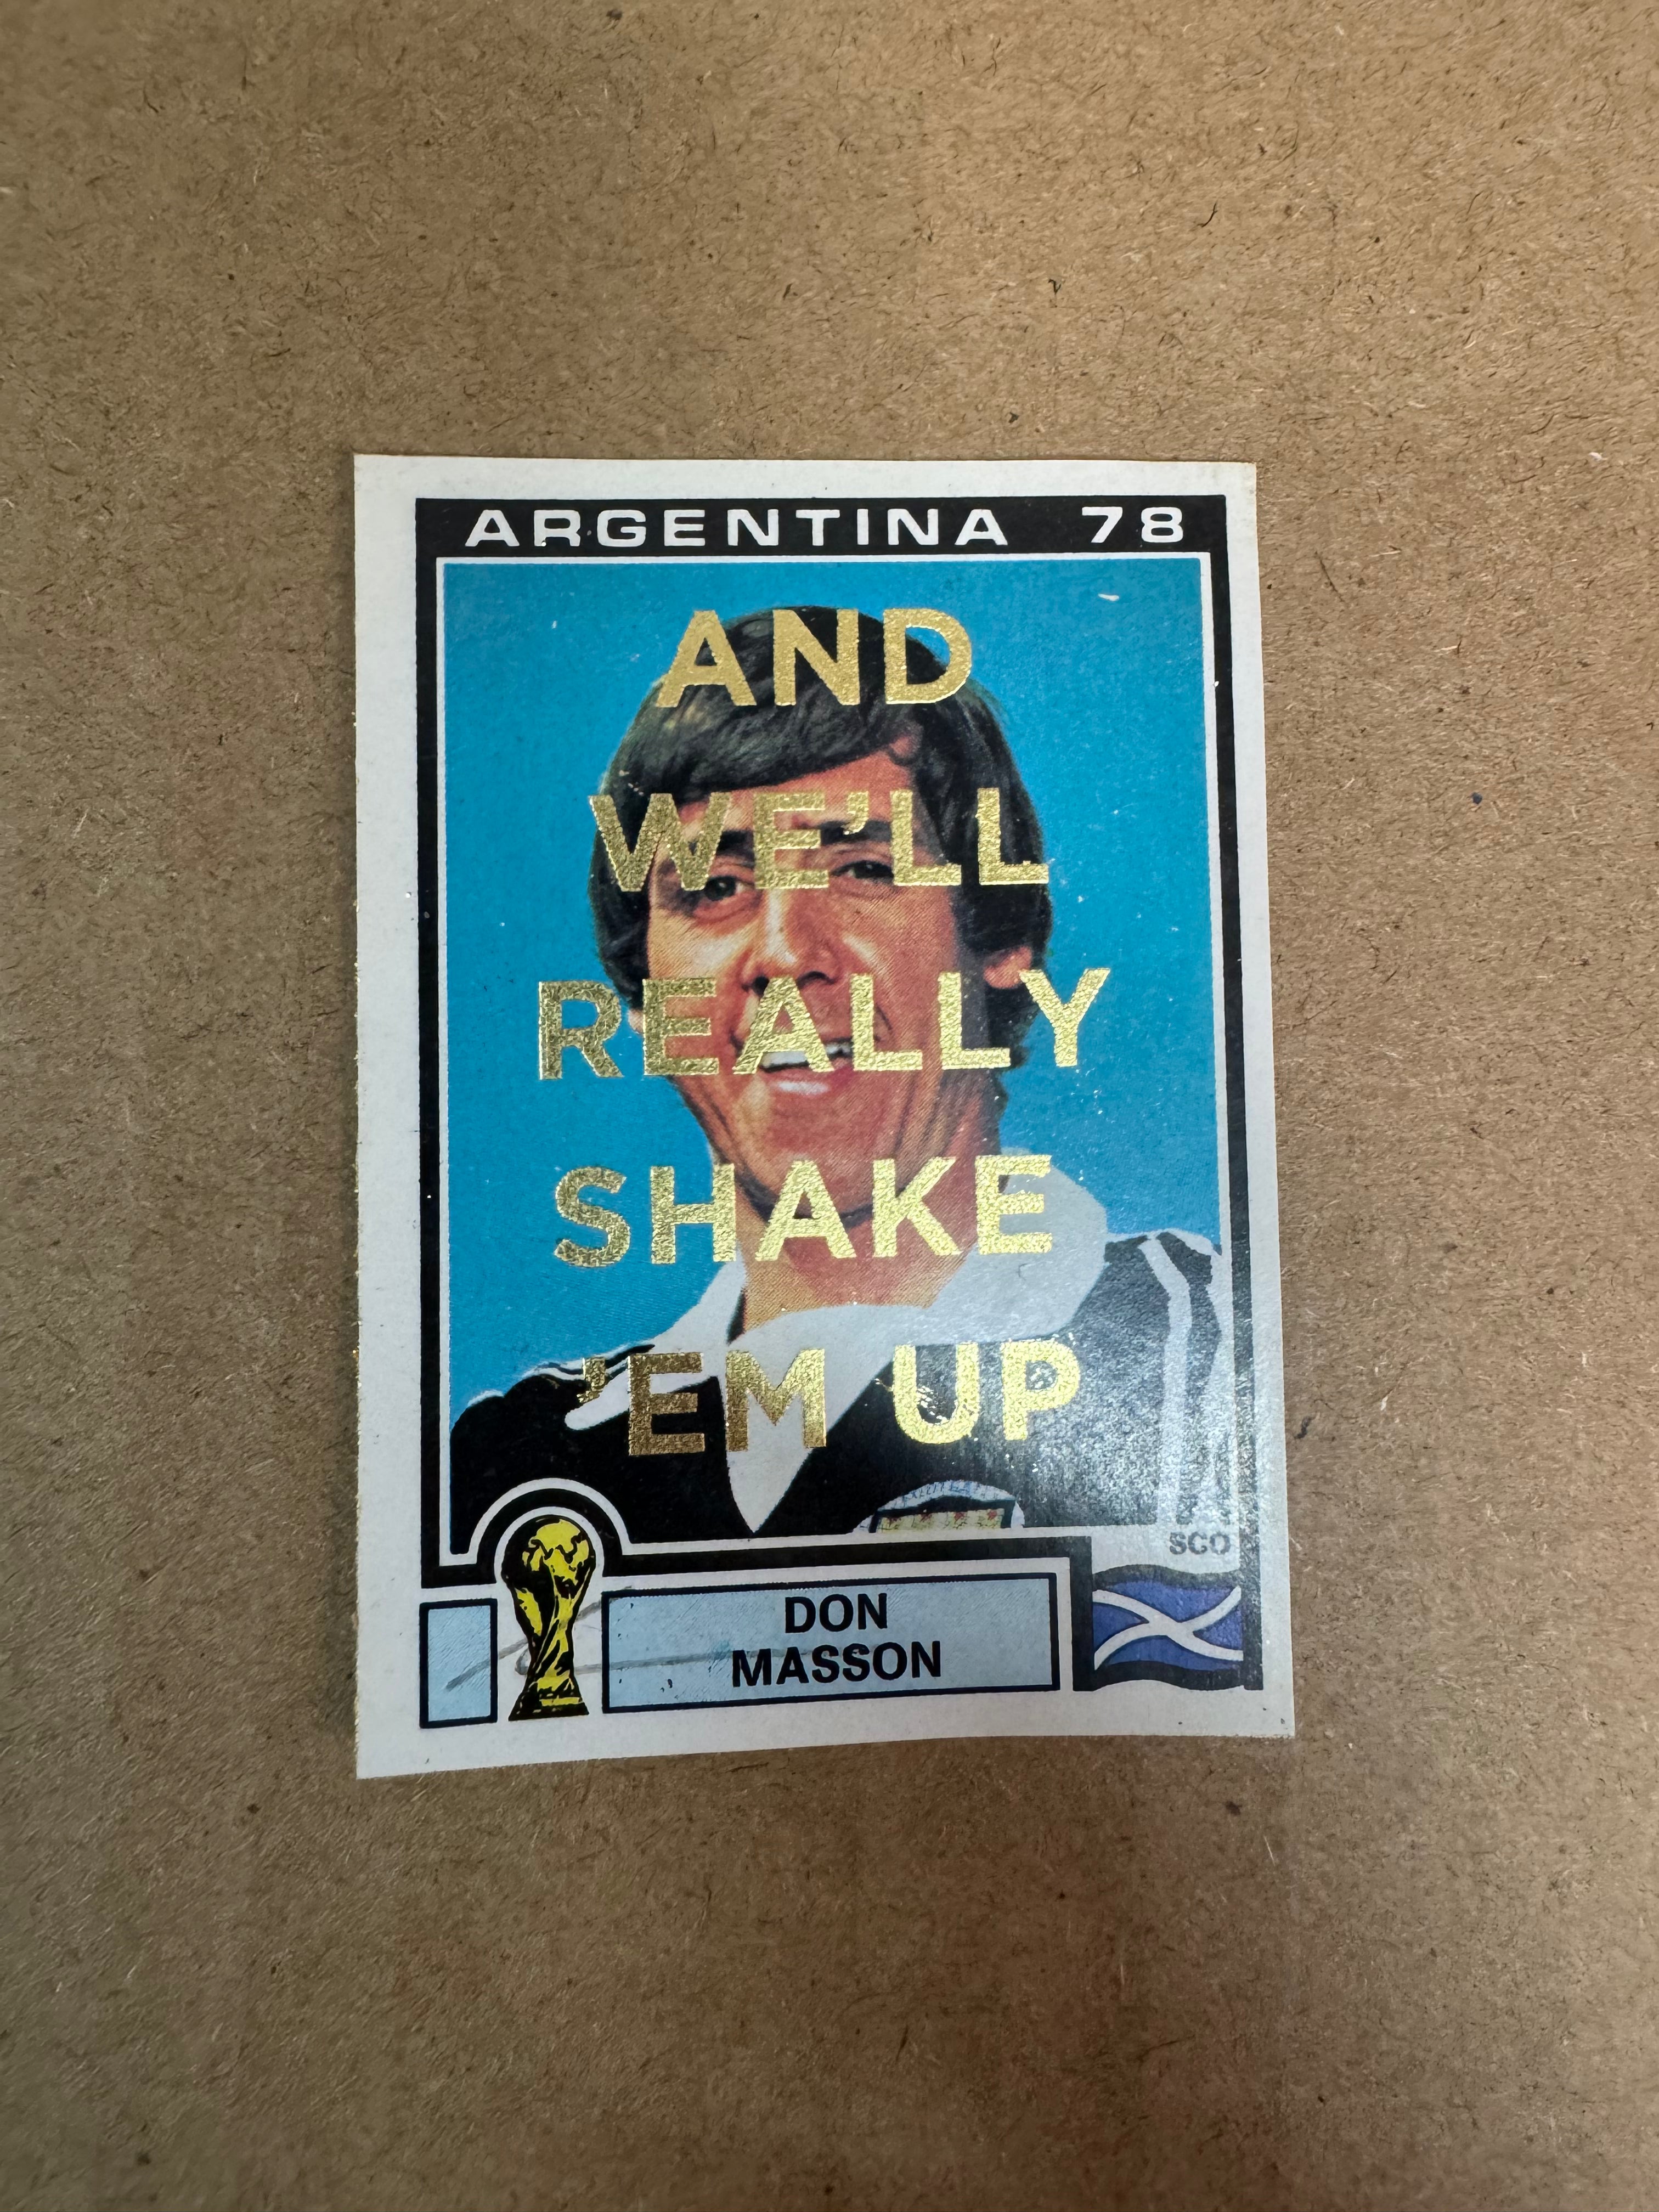 ARGENTINA 78
AND
WE'LL
REALLY
SHAKE
'EM UP
SCO
DON
MASSON